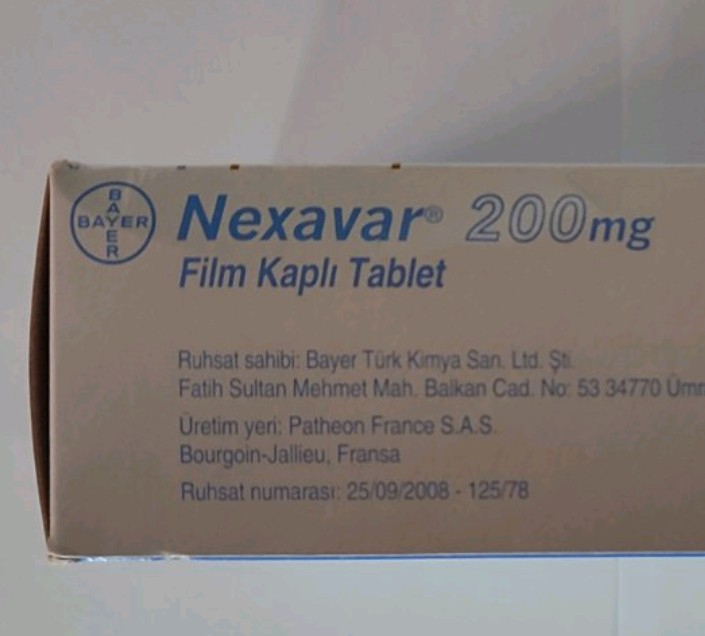 BAYER
BAYER
Nexavar® 200mg
Film Kaplı Tablet
Ruhsat sahibi: Bayer Türk Kimya San. Ltd. Şti.
Fatih Sultan Mehmet Mah. Balkan Cad. No: 53 34770
Üretim yeri: Patheon France S.A.S.
Bourgoin-Jallieu, Fransa
Ruhsat numarası: 25/09/2008 - 125/78